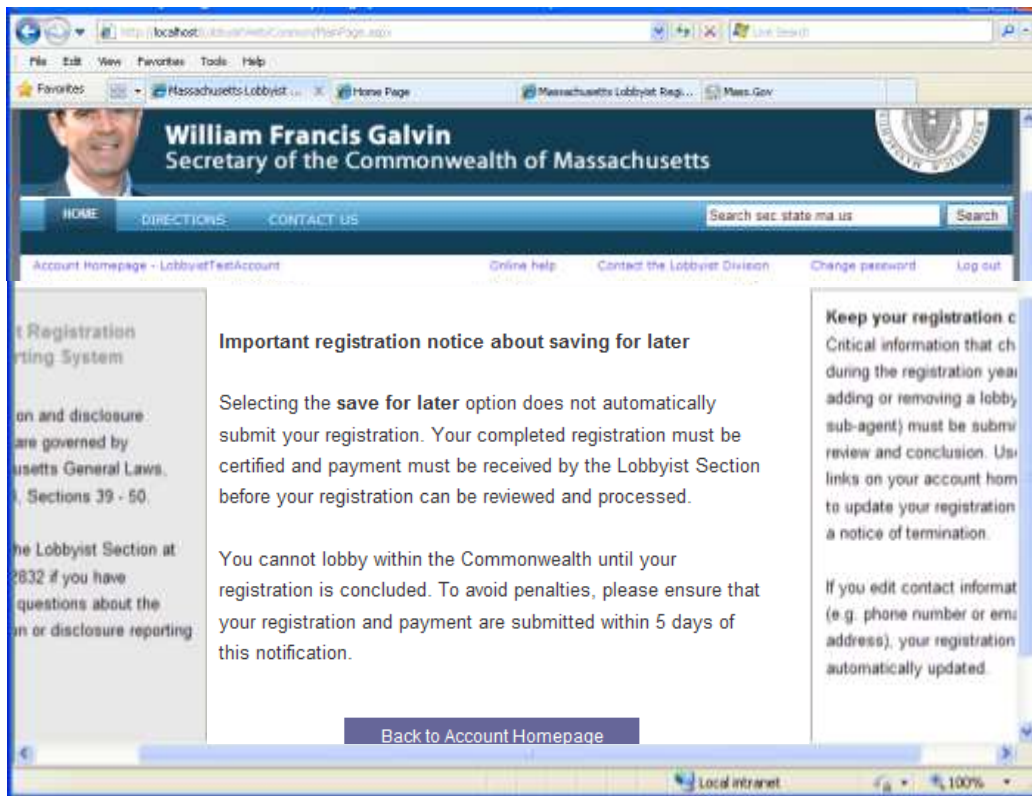 http://localhost/LobbyistWeb/Common/MainPage.aspx
Live Search
File Edit View Favorites Tools Help
Favorites
Massachusetts Lobbyist ...
Home Page
Massachusetts Lobbyist Regi...
Mass.Gov
William Francis Galvin
Secretary of the Commonwealth of Massachusetts
HOME
DIRECTIONS
CONTACT US
Search sec.state.ma.us
Search
Account Homepage - LobbyistTestAccount
Online help
Contact the Lobbyist Division
Change password
Log out
t Registration
rting System
on and disclosure
are governed by
usetts General Laws,
, Sections 39 - 50.
he Lobbyist Section at
2832 if you have
questions about the
n or disclosure reporting
Important registration notice about saving for later
Selecting the save for later option does not automatically
submit your registration. Your completed registration must be
certified and payment must be received by the Lobbyist Section
before your registration can be reviewed and processed.
You cannot lobby within the Commonwealth until your
registration is concluded. To avoid penalties, please ensure that
your registration and payment are submitted within 5 days of
this notification.
Back to Account Homepage
Keep your registration c
Critical information that ch
during the registration year
adding or removing a lobby
sub-agent) must be submi
review and conclusion. Use
links on your account hom
to update your registration
a notice of termination.
If you edit contact informat
(e.g. phone number or ema
address), your registration
automatically updated.
Local intranet
100%